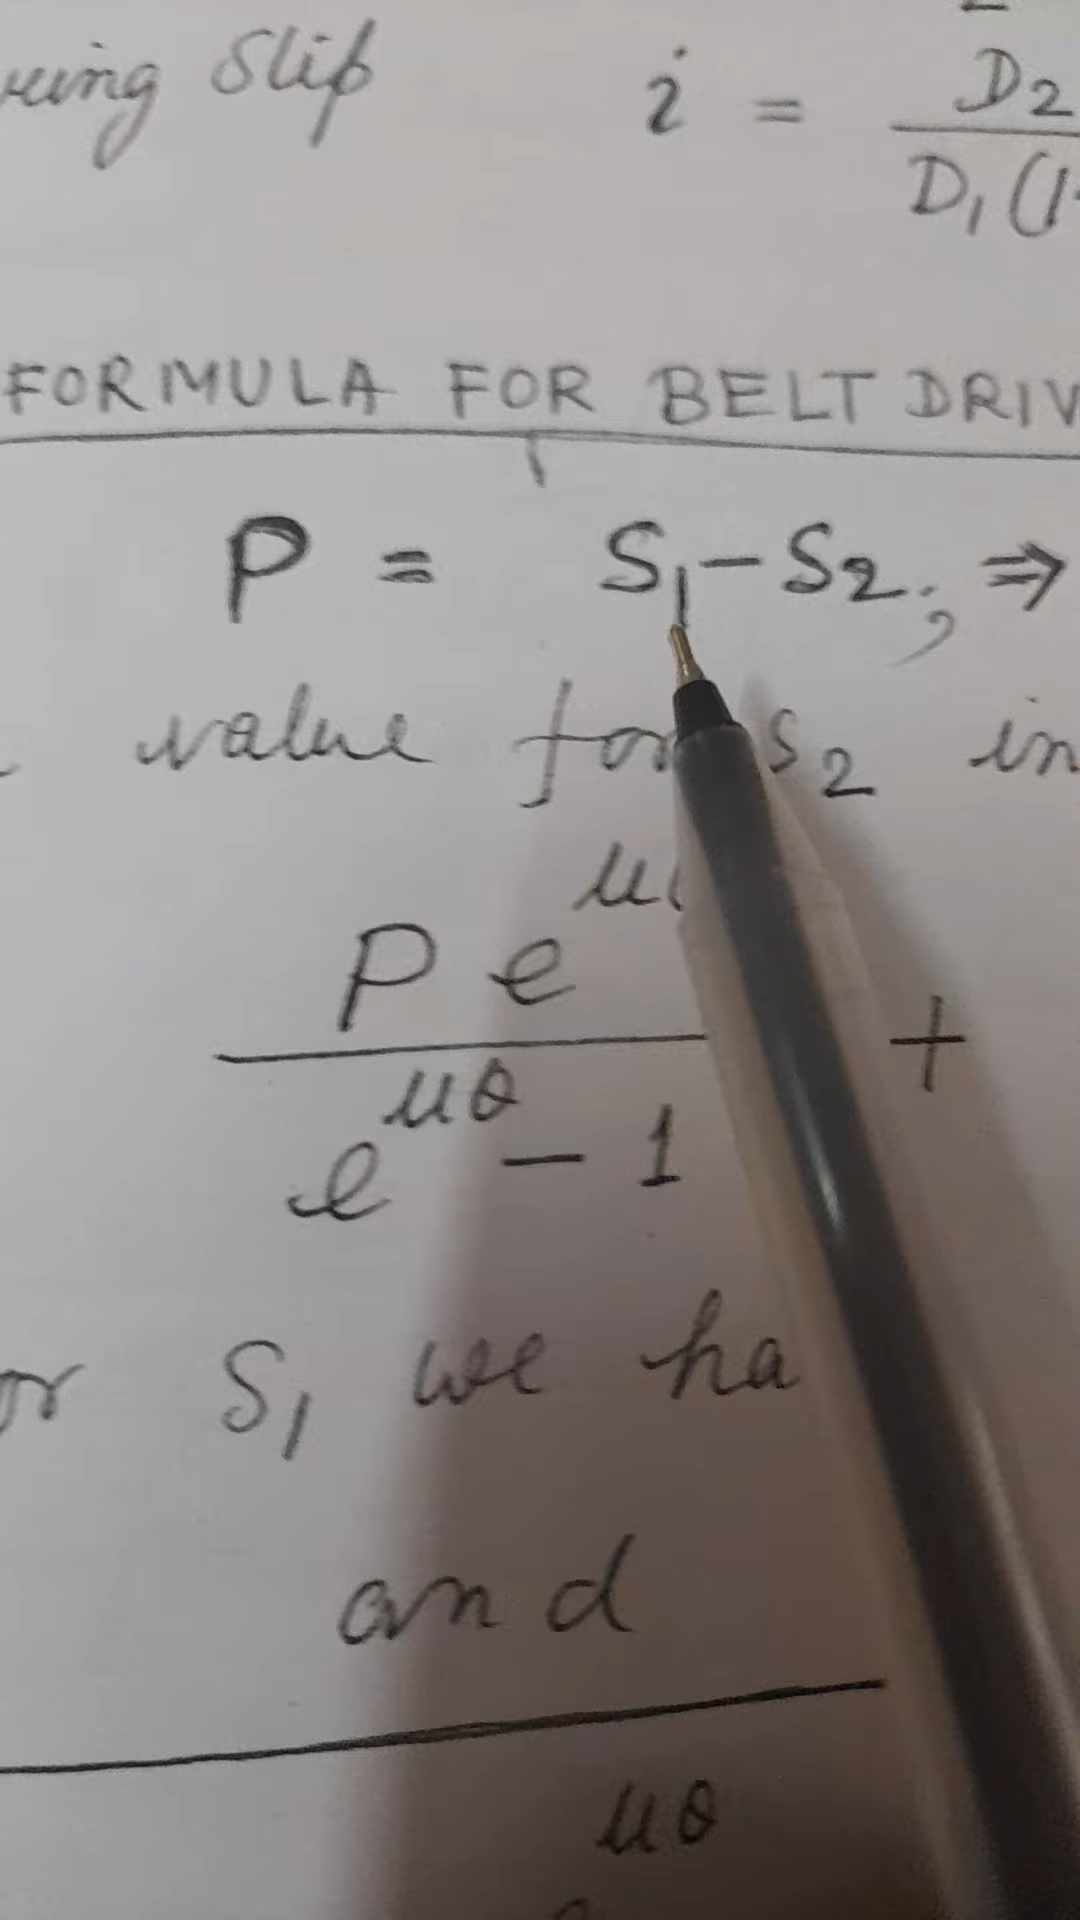 Slip i = D2
D1(1-
FORMULA FOR BELT DRIV
P = S1 - S2, ⇒
value for S2 in
P e^μ
+
e^μθ - 1
or S1 we ha
and
μθ